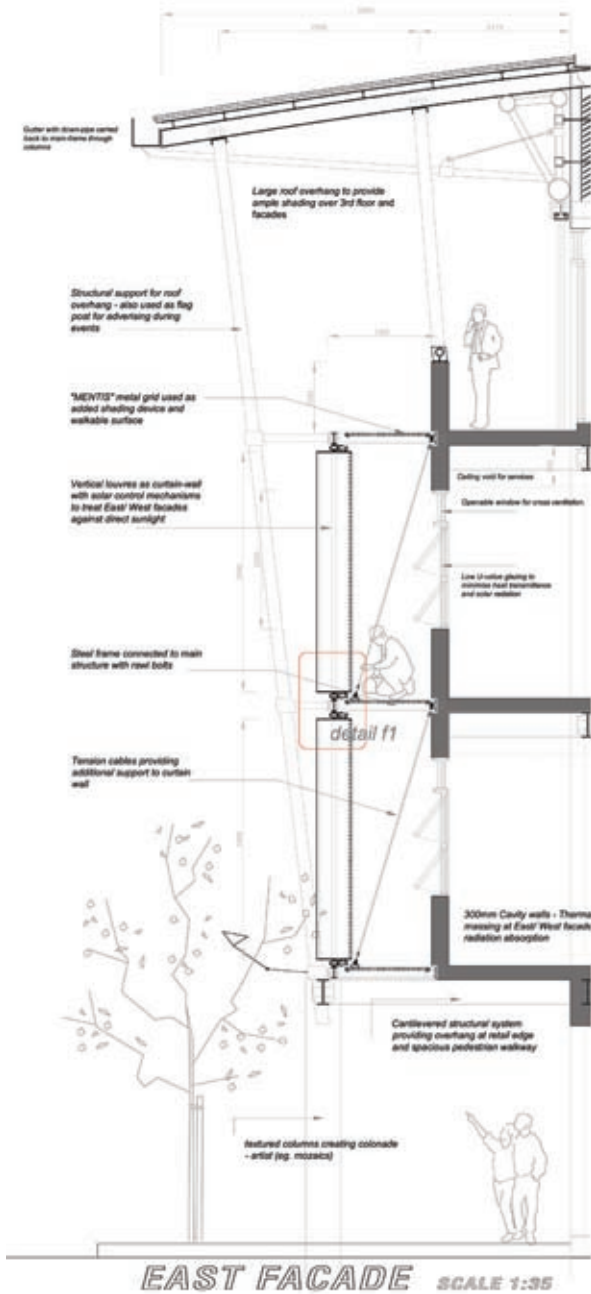 Gutter with down-pipe carried
back to main-frame through
columns
Large roof overhang to provide
ample shading over 3rd floor and
facades
Structural support for roof
overhang - also used as flag
post for adverising during
events
"MENTIS" metal grid used as
added shading device and
walkable surface
Ceiling void for services
Vertical louvres as curtain-wall
with solar control mechanisms
to treat East/ West facades
against direct sunlight
Openable window for cross ventilation
Low U-value glazing to
minimise heat transmittance
and solar radiation
Steel frame connected to main
structure with rawl bolts
detail f1
Tension cables providing
additional support to curtain
wall
300mm Cavity walls - Therma
massing at East/ West facade
radiation absorption
Cantilevered structural system
providing overhang at retail edge
and spacious pedestrian walkway
textured columns creating colonade
- artist (eg. mozaics)
EAST FACADE SCALE 1:35